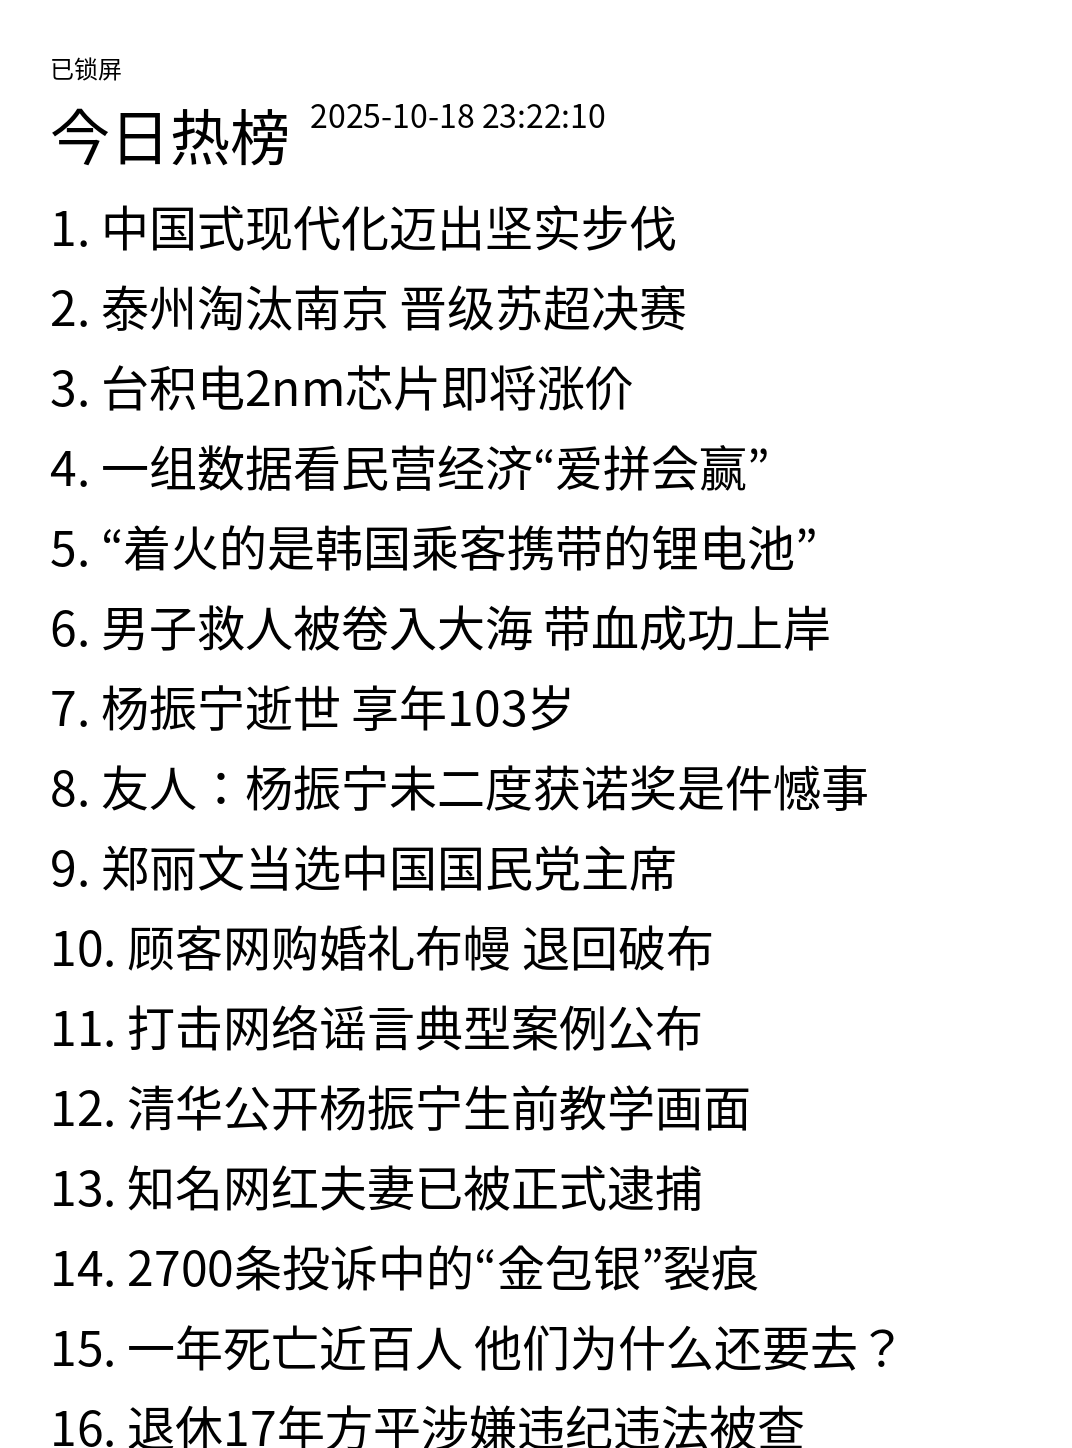 已锁屏
今日热榜 2025-10-18 23:22:10
1. 中国式现代化迈出坚实步伐
2. 泰州淘汰南京 晋级苏超决赛
3. 台积电2nm芯片即将涨价
4. 一组数据看民营经济“爱拼会赢”
5. “着火的是韩国乘客携带的锂电池”
6. 男子救人被卷入大海 带血成功上岸
7. 杨振宁逝世 享年103岁
8. 友人：杨振宁未二度获诺奖是件憾事
9. 郑丽文当选中国国民党主席
10. 顾客网购婚礼布幔 退回破布
11. 打击网络谣言典型案例公布
12. 清华公开杨振宁生前教学画面
13. 知名网红夫妻已被正式逮捕
14. 2700条投诉中的“金包银”裂痕
15. 一年死亡近百人 他们为什么还要去？
16. 退休17年方平涉嫌违纪违法被查